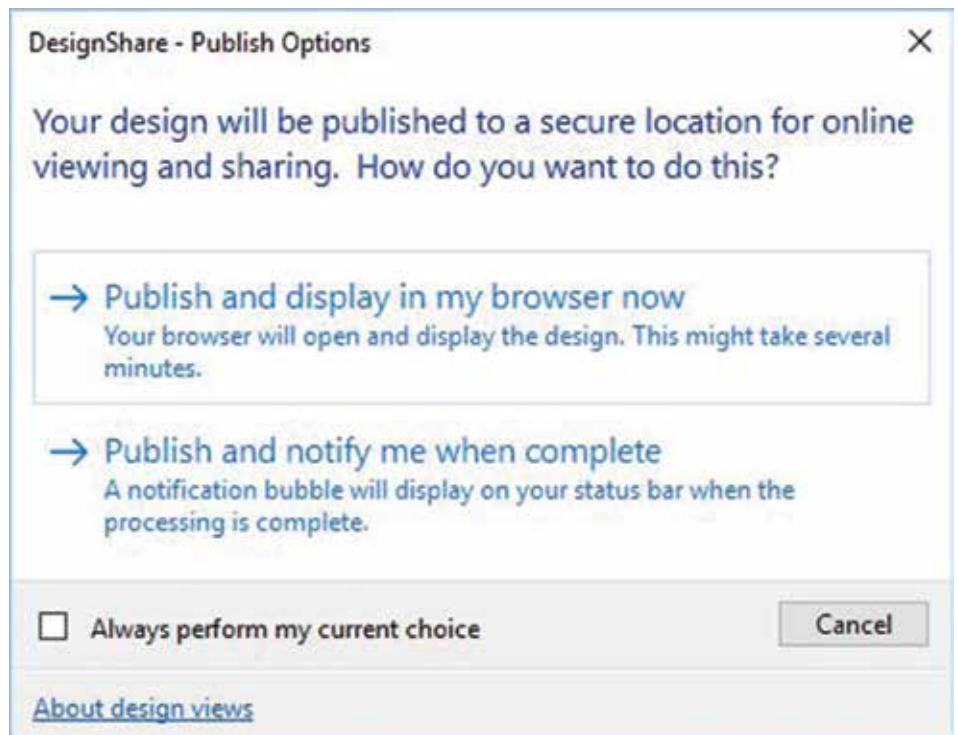 DesignShare - Publish Options
Your design will be published to a secure location for online
viewing and sharing.  How do you want to do this?
Publish and display in my browser now
Your browser will open and display the design. This might take several
minutes.
Publish and notify me when complete
A notification bubble will display on your status bar when the
processing is complete.
Always perform my current choice
Cancel
About design views